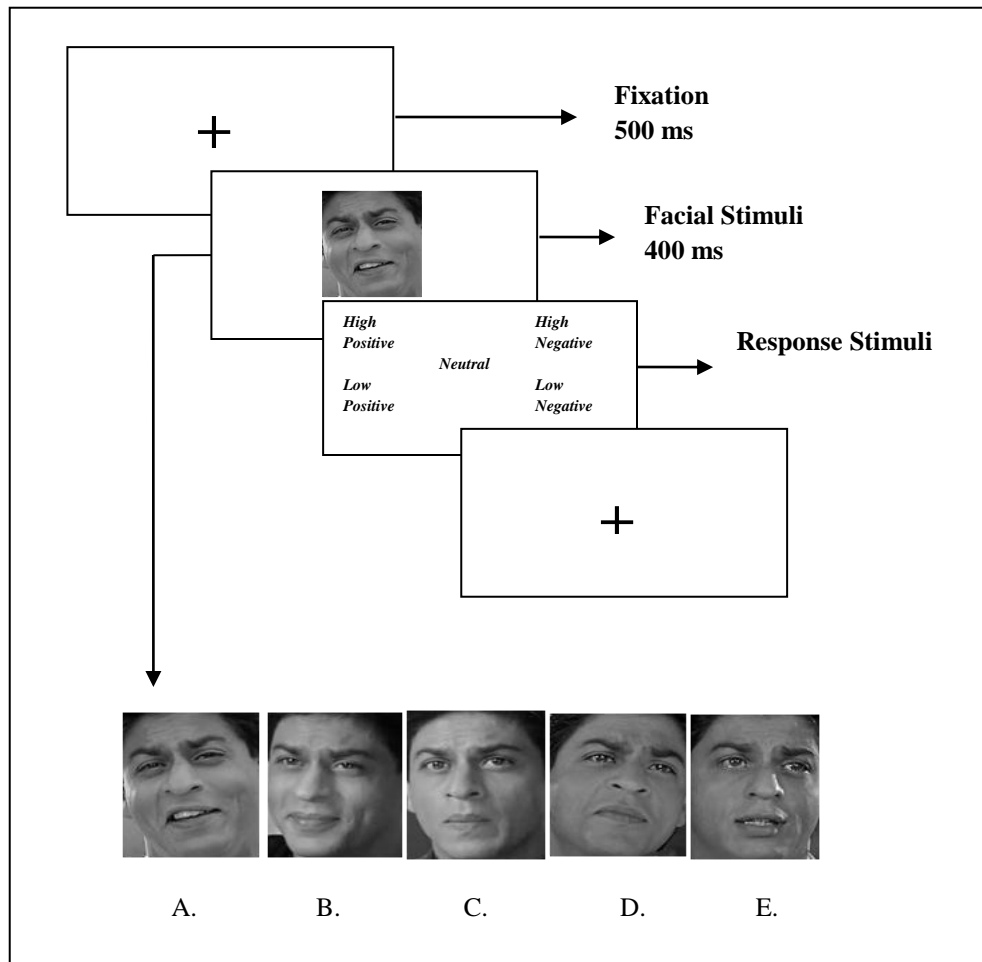 Fixation
500 ms
Facial Stimuli
400 ms
High
Positive
High
Negative
Neutral
Low
Positive
Low
Negative
Response Stimuli
A. B. C. D. E.